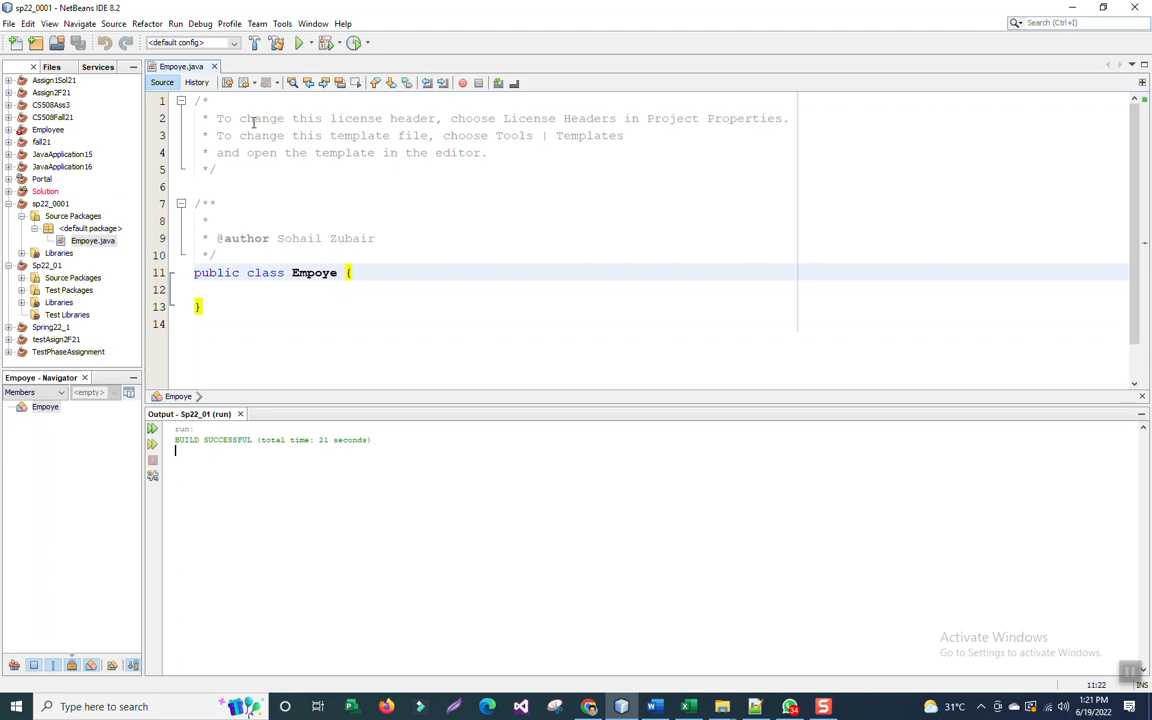 sp22_0001 - NetBeans IDE 8.2
File Edit View Navigate Source Refactor Run Debug Profile Team Tools Window Help
Search (Ctrl+I)
<default config>
Files Services
Empoye.java
Source History
Assign1Sol21
Assign2F21
CS508Ass3
CS508Fall21
Employee
fall21
JavaApplication15
JavaApplication16
Portal
Solution
sp22_0001
Source Packages
<default package>
Empoye.java
Libraries
Sp22_01
Source Packages
Test Packages
Libraries
Test Libraries
Spring22_1
testAsign2F21
TestPhaseAssignment
1 /*
2 * To change this license header, choose License Headers in Project Properties.
3 * To change this template file, choose Tools | Templates
4 * and open the template in the editor.
5 */
6
7 /**
8 *
9 * @author Sohail Zubair
10 */
11 public class Empoye {
12
13 }
14
Empoye
Empoye - Navigator
Members <empty>
Empoye
Output - Sp22_01 (run)
run:
BUILD SUCCESSFUL (total time: 21 seconds)
Activate Windows
Go to Settings to activate Windows.
11:22 INS
Type here to search
31°C
1:21 PM
6/19/2022